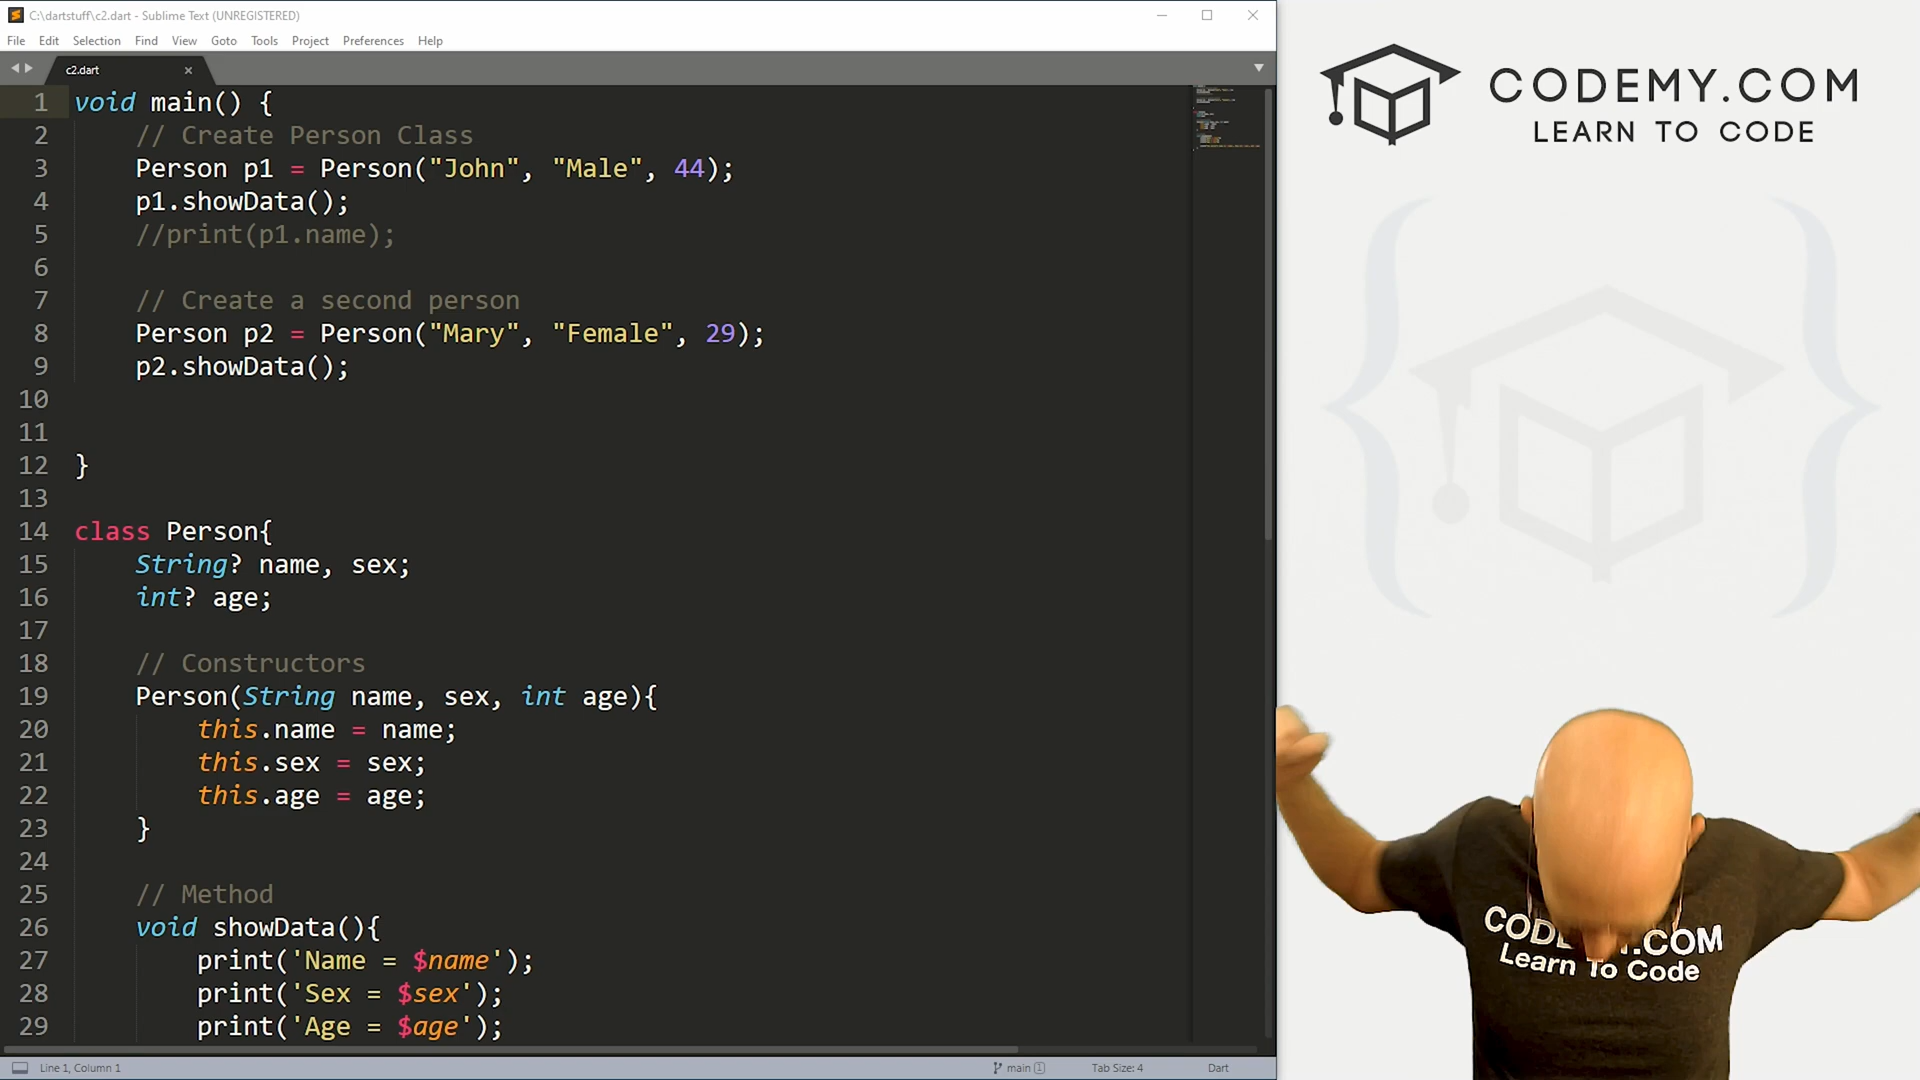 C:\dartstuff\c2.dart - Sublime Text (UNREGISTERED)
File Edit Selection Find View Goto Tools Project Preferences Help
c2.dart
1 void main() {
2 // Create Person Class
3 Person p1 = Person("John", "Male", 44);
4 p1.showData();
5 //print(p1.name);
6
7 // Create a second person
8 Person p2 = Person("Mary", "Female", 29);
9 p2.showData();
10
11
12 }
13
14 class Person{
15 String? name, sex;
16 int? age;
17
18 // Constructors
19 Person(String name, sex, int age){
20 this.name = name;
21 this.sex = sex;
22 this.age = age;
23 }
24
25 // Method
26 void showData(){
27 print('Name = $name');
28 print('Sex = $sex');
29 print('Age = $age');
Line 1, Column 1
main 1
Tab Size: 4
Dart
CODEMY.COM
LEARN TO CODE
.COM
Learn To Code